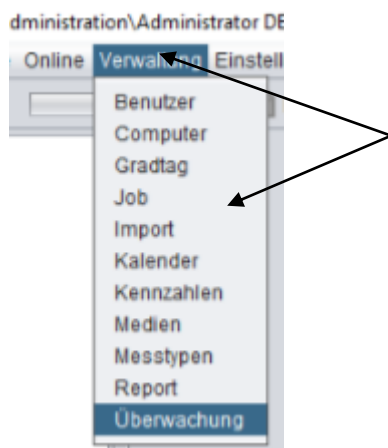 dministration\Administrator DE
Online Verwaltung Einstell
Benutzer
Computer
Gradtag
Job
Import
Kalender
Kennzahlen
Medien
Messtypen
Report
Überwachung